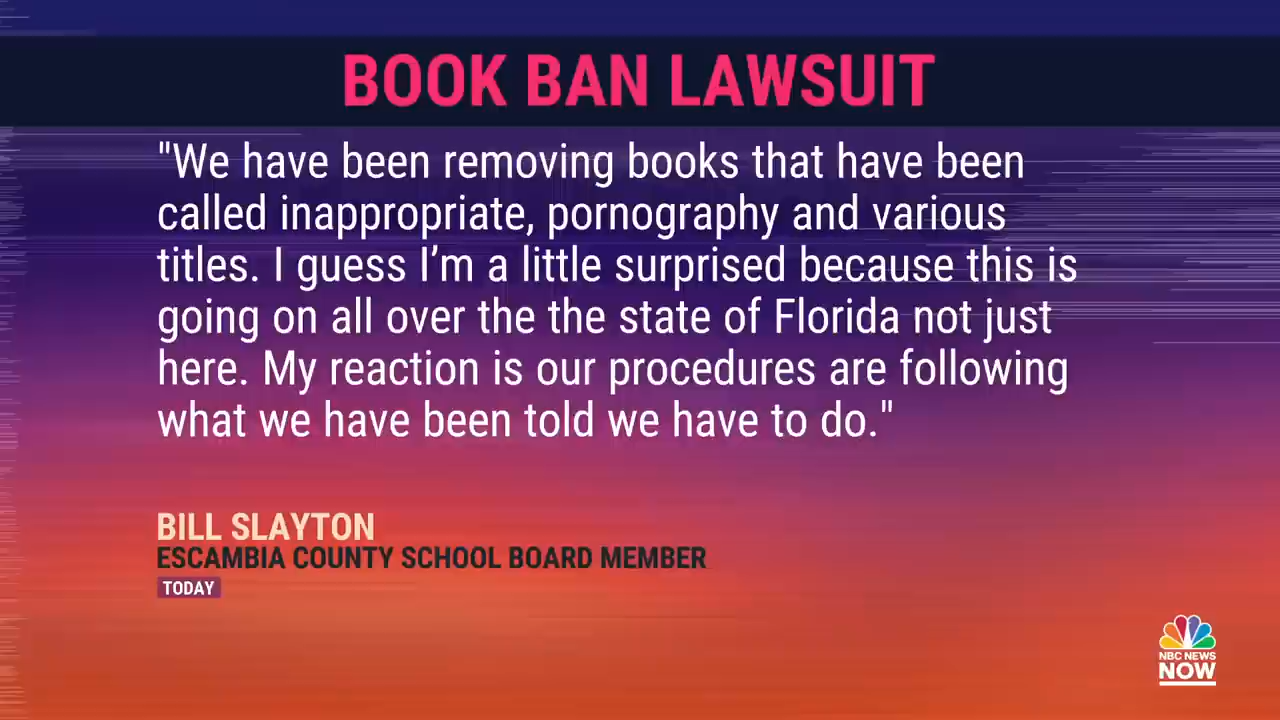 BOOK BAN LAWSUIT
"We have been removing books that have been
called inappropriate, pornography and various
titles. I guess I’m a little surprised because this is
going on all over the the state of Florida not just
here. My reaction is our procedures are following
what we have been told we have to do."
BILL SLAYTON
ESCAMBIA COUNTY SCHOOL BOARD MEMBER
TODAY
NBC NEWS
NOW